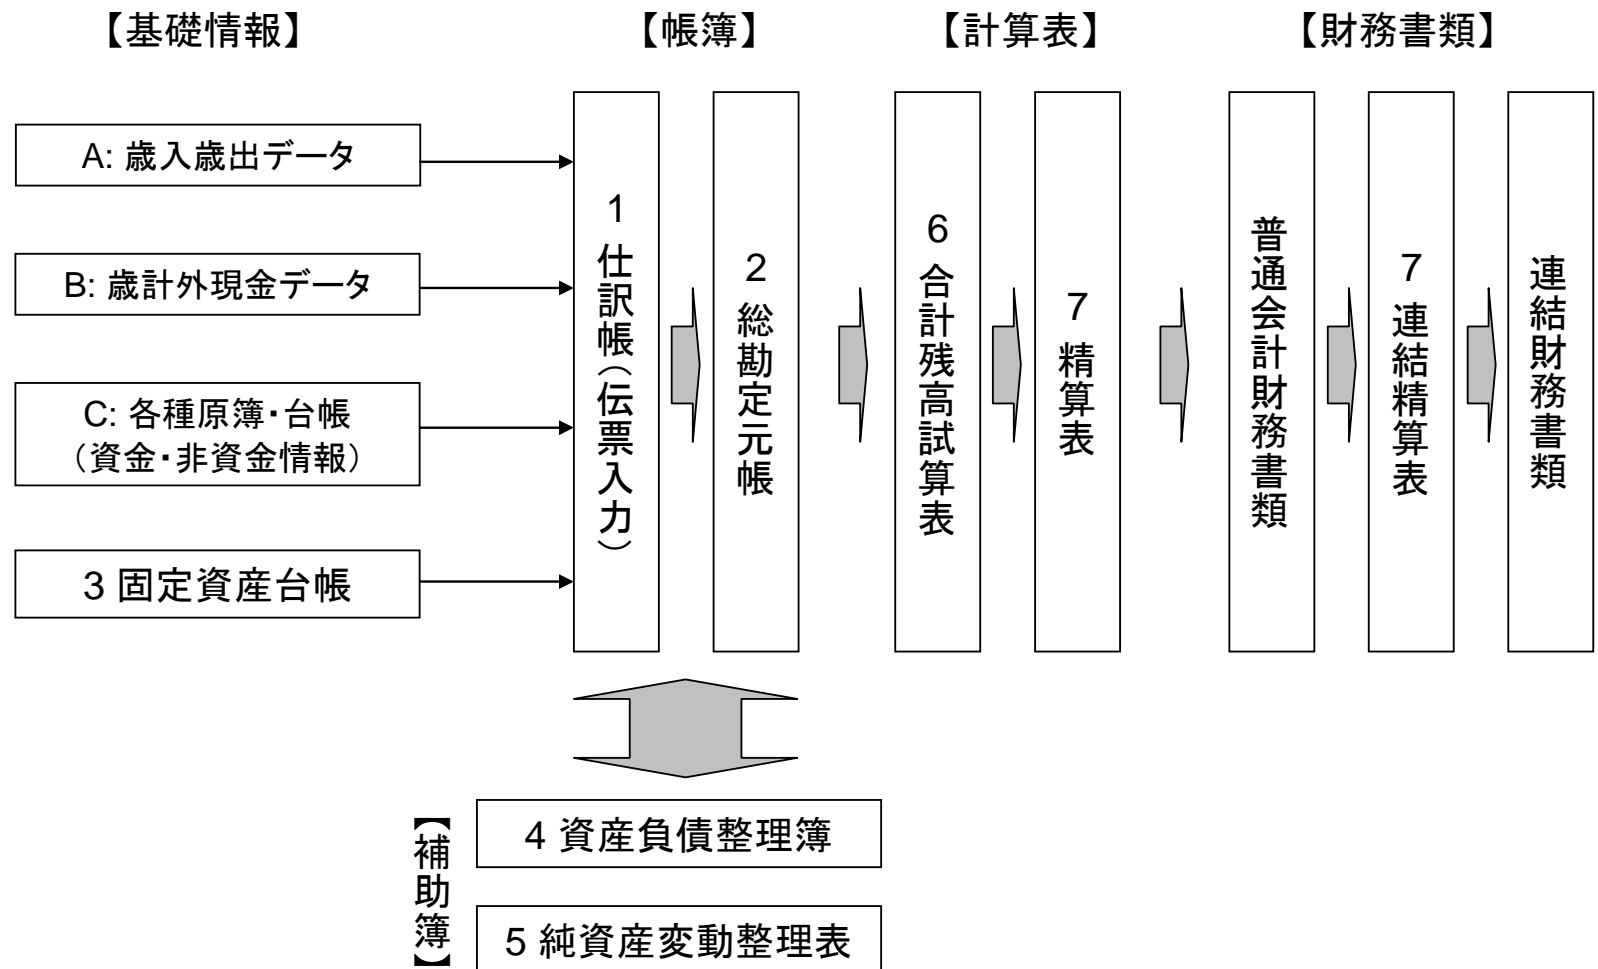 【基礎情報】
【帳簿】
【計算表】
【財務書類】
A: 歳入歳出データ
B: 歳計外現金データ
C: 各種原簿・台帳
（資金・非資金情報）
3 固定資産台帳
1 仕訳帳（伝票入力）
2 総勘定元帳
6 合計残高試算表
7 精算表
普通会計財務書類
7 連結精算表
連結財務書類
【補助簿】
4 資産負債整理簿
5 純資産変動整理表